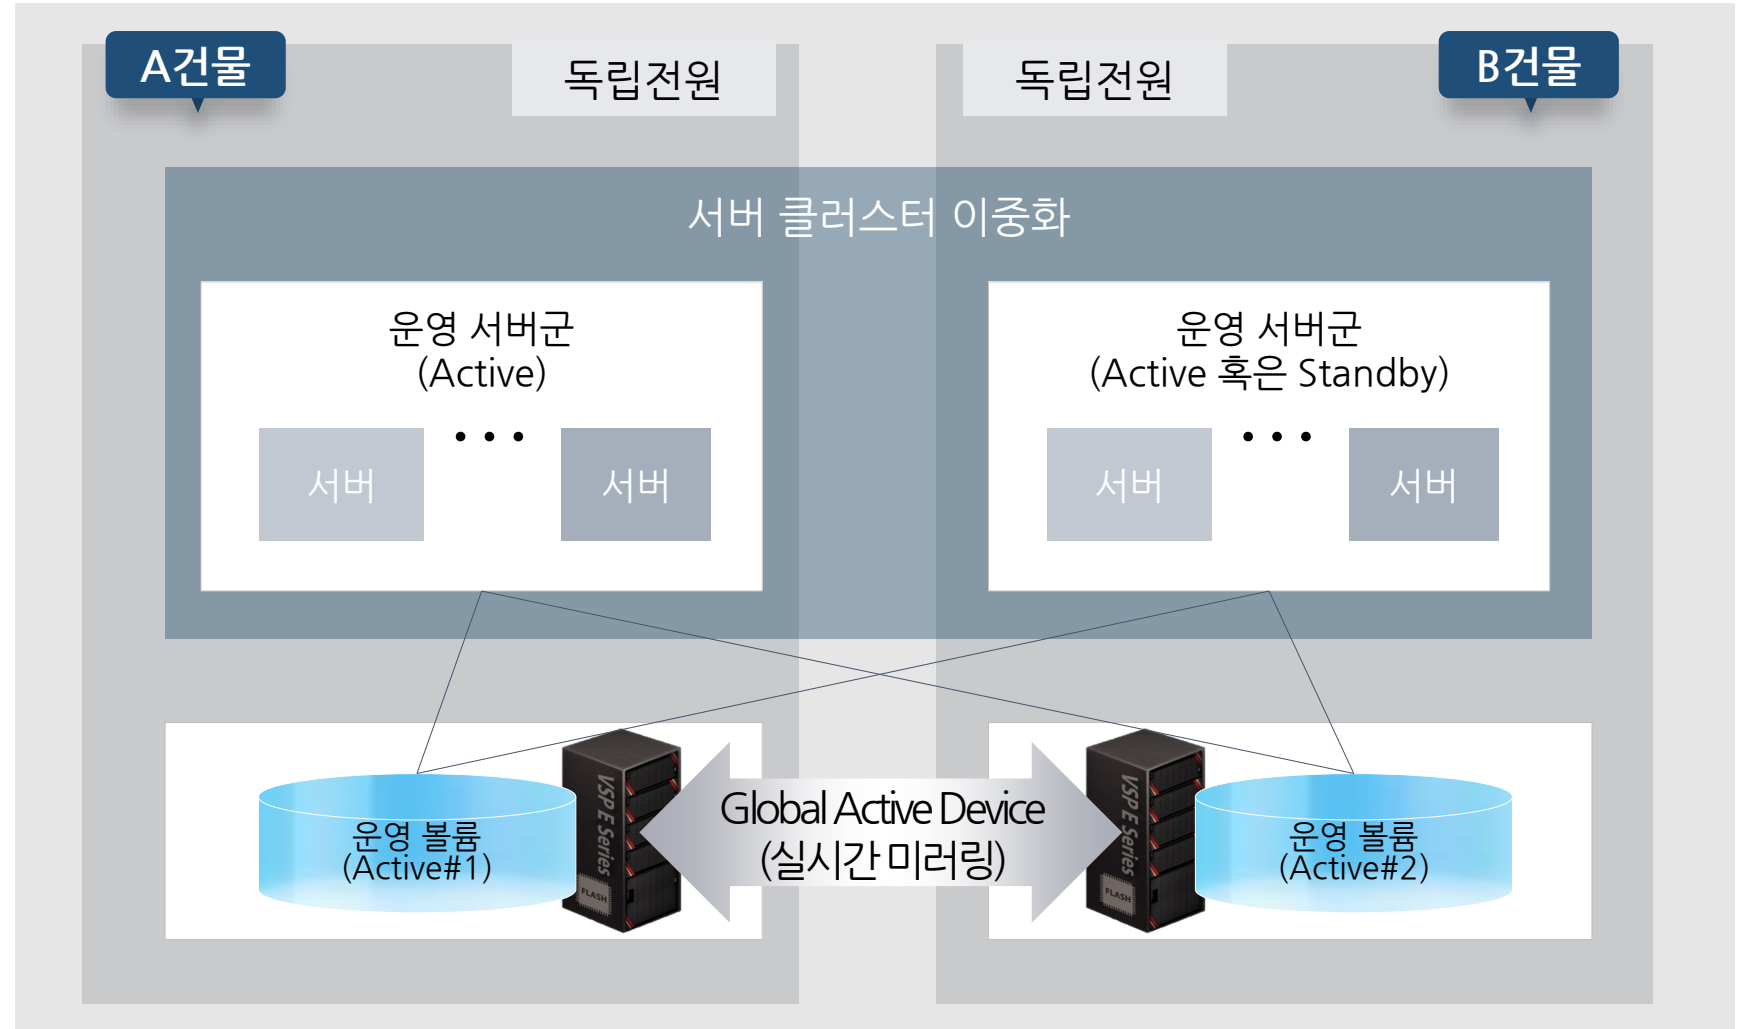 A건물
독립전원
독립전원
B건물
서버 클러스터 이중화
운영 서버군
(Active)
서버
•••
서버
운영 서버군
(Active 혹은 Standby)
서버
•••
서버
운영 볼륨
(Active#1)
VSP E Series
FLASH
Global Active Device
(실시간 미러링)
VSP E Series
FLASH
운영 볼륨
(Active#2)